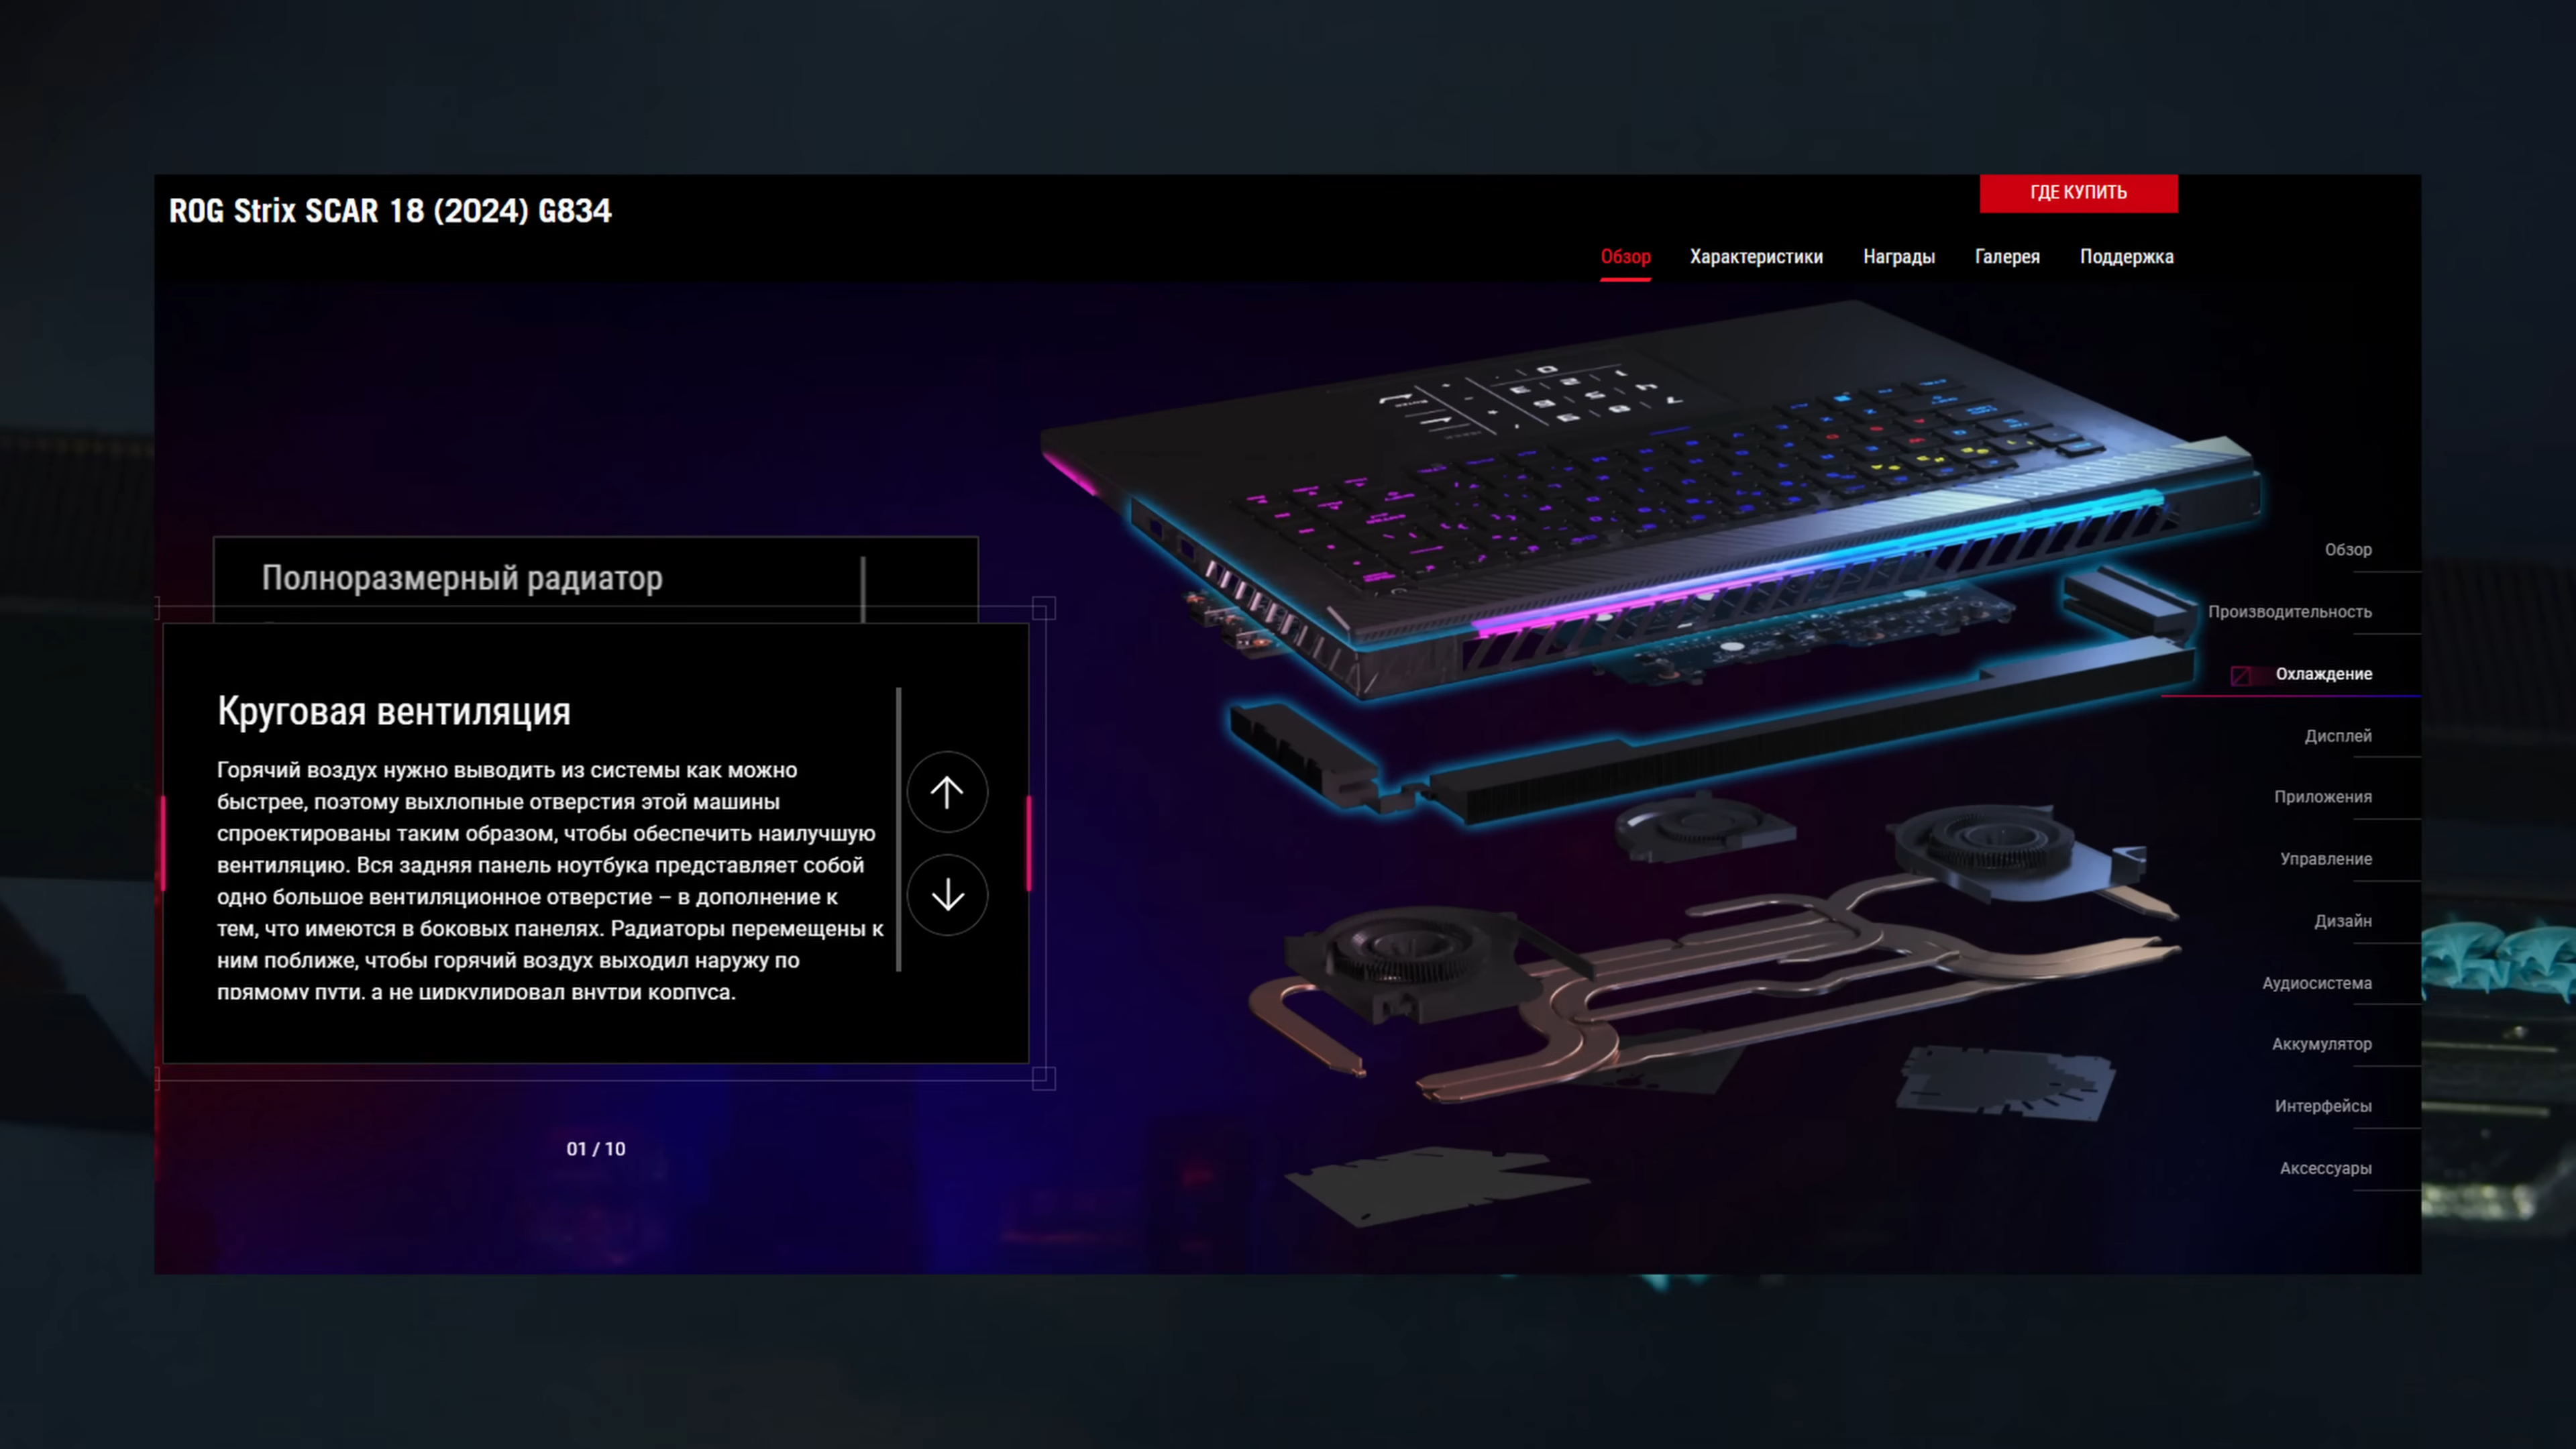 ROG Strix SCAR 18 (2024) G834
ГДЕ КУПИТЬ
Обзор
Характеристики
Награды
Галерея
Поддержка
Полноразмерный радиатор
Круговая вентиляция
Горячий воздух нужно выводить из системы как можно
быстрее, поэтому выхлопные отверстия этой машины
спроектированы таким образом, чтобы обеспечить наилучшую
вентиляцию. Вся задняя панель ноутбука представляет собой
одно большое вентиляционное отверстие – в дополнение к
тем, что имеются в боковых панелях. Радиаторы перемещены к
ним поближе, чтобы горячий воздух выходил наружу по
прямому пути, а не циркулировал внутри корпуса.
01 / 10
Обзор
Производительность
Охлаждение
Дисплей
Приложения
Управление
Дизайн
Аудиосистема
Аккумулятор
Интерфейсы
Аксессуары